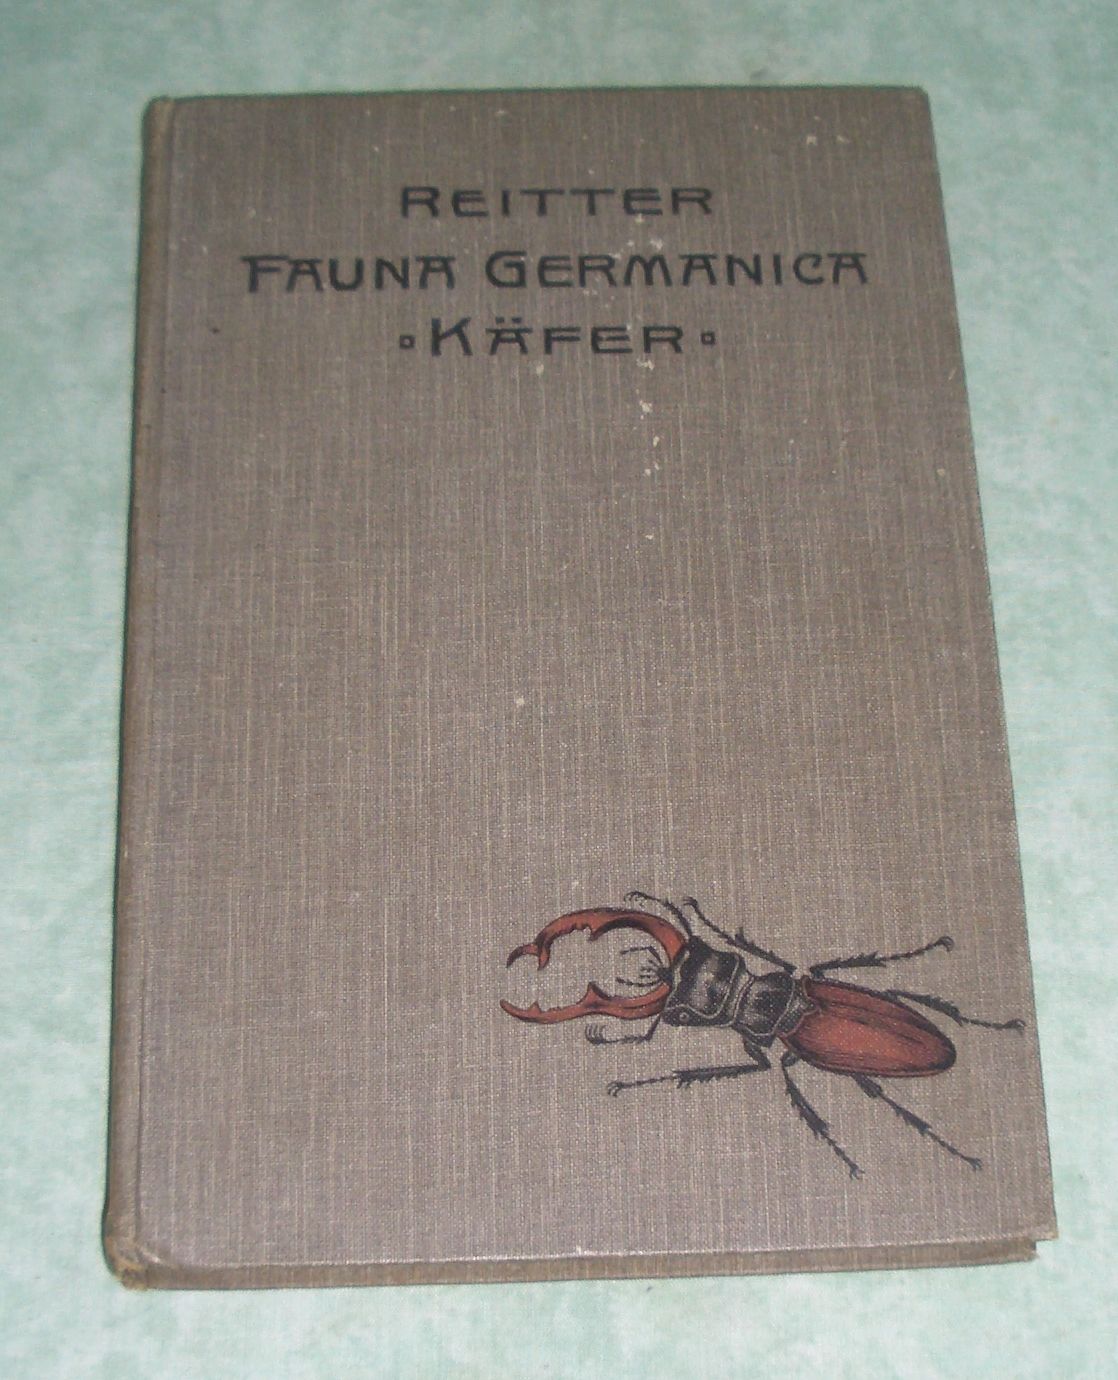 REITTER
FAUNA GERMANICA
▫KÄFER▫